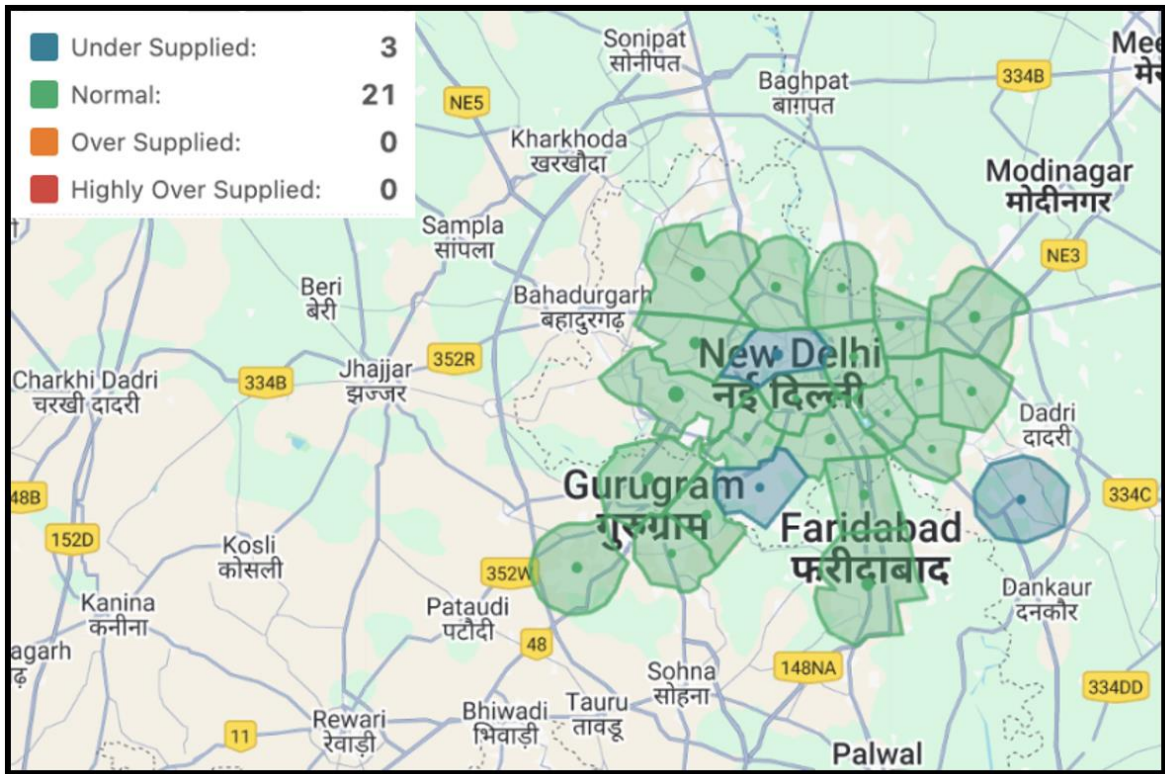 Under Supplied: 3
Normal: 21
Over Supplied: 0
Highly Over Supplied: 0
Sonipat
सोनीपत
Baghpat
बाग़पत
334B
NE5
Kharkhoda
खरखौदा
Modinagar
मोदीनगर
Sampla
सांपला
NE3
Beri
बेरी
Bahadurgarh
बहादुरगढ़
New Delhi
नई दिल्ली
352R
Jhajjar
झज्जर
334B
Charkhi Dadri
चरखी दादरी
Dadri
दादरी
Gurugram
गुरुग्राम
48B
334C
Faridabad
फरीदाबाद
152D
Kosli
कोसली
352W
Dankaur
दनकौर
Kanina
कनीना
Pataudi
पटौदी
48
agarh
Sohna
सोहना
148NA
334DD
Rewari
रेवाड़ी
Bhiwadi
भिवाड़ी
Tauru
तावडू
11
Palwal